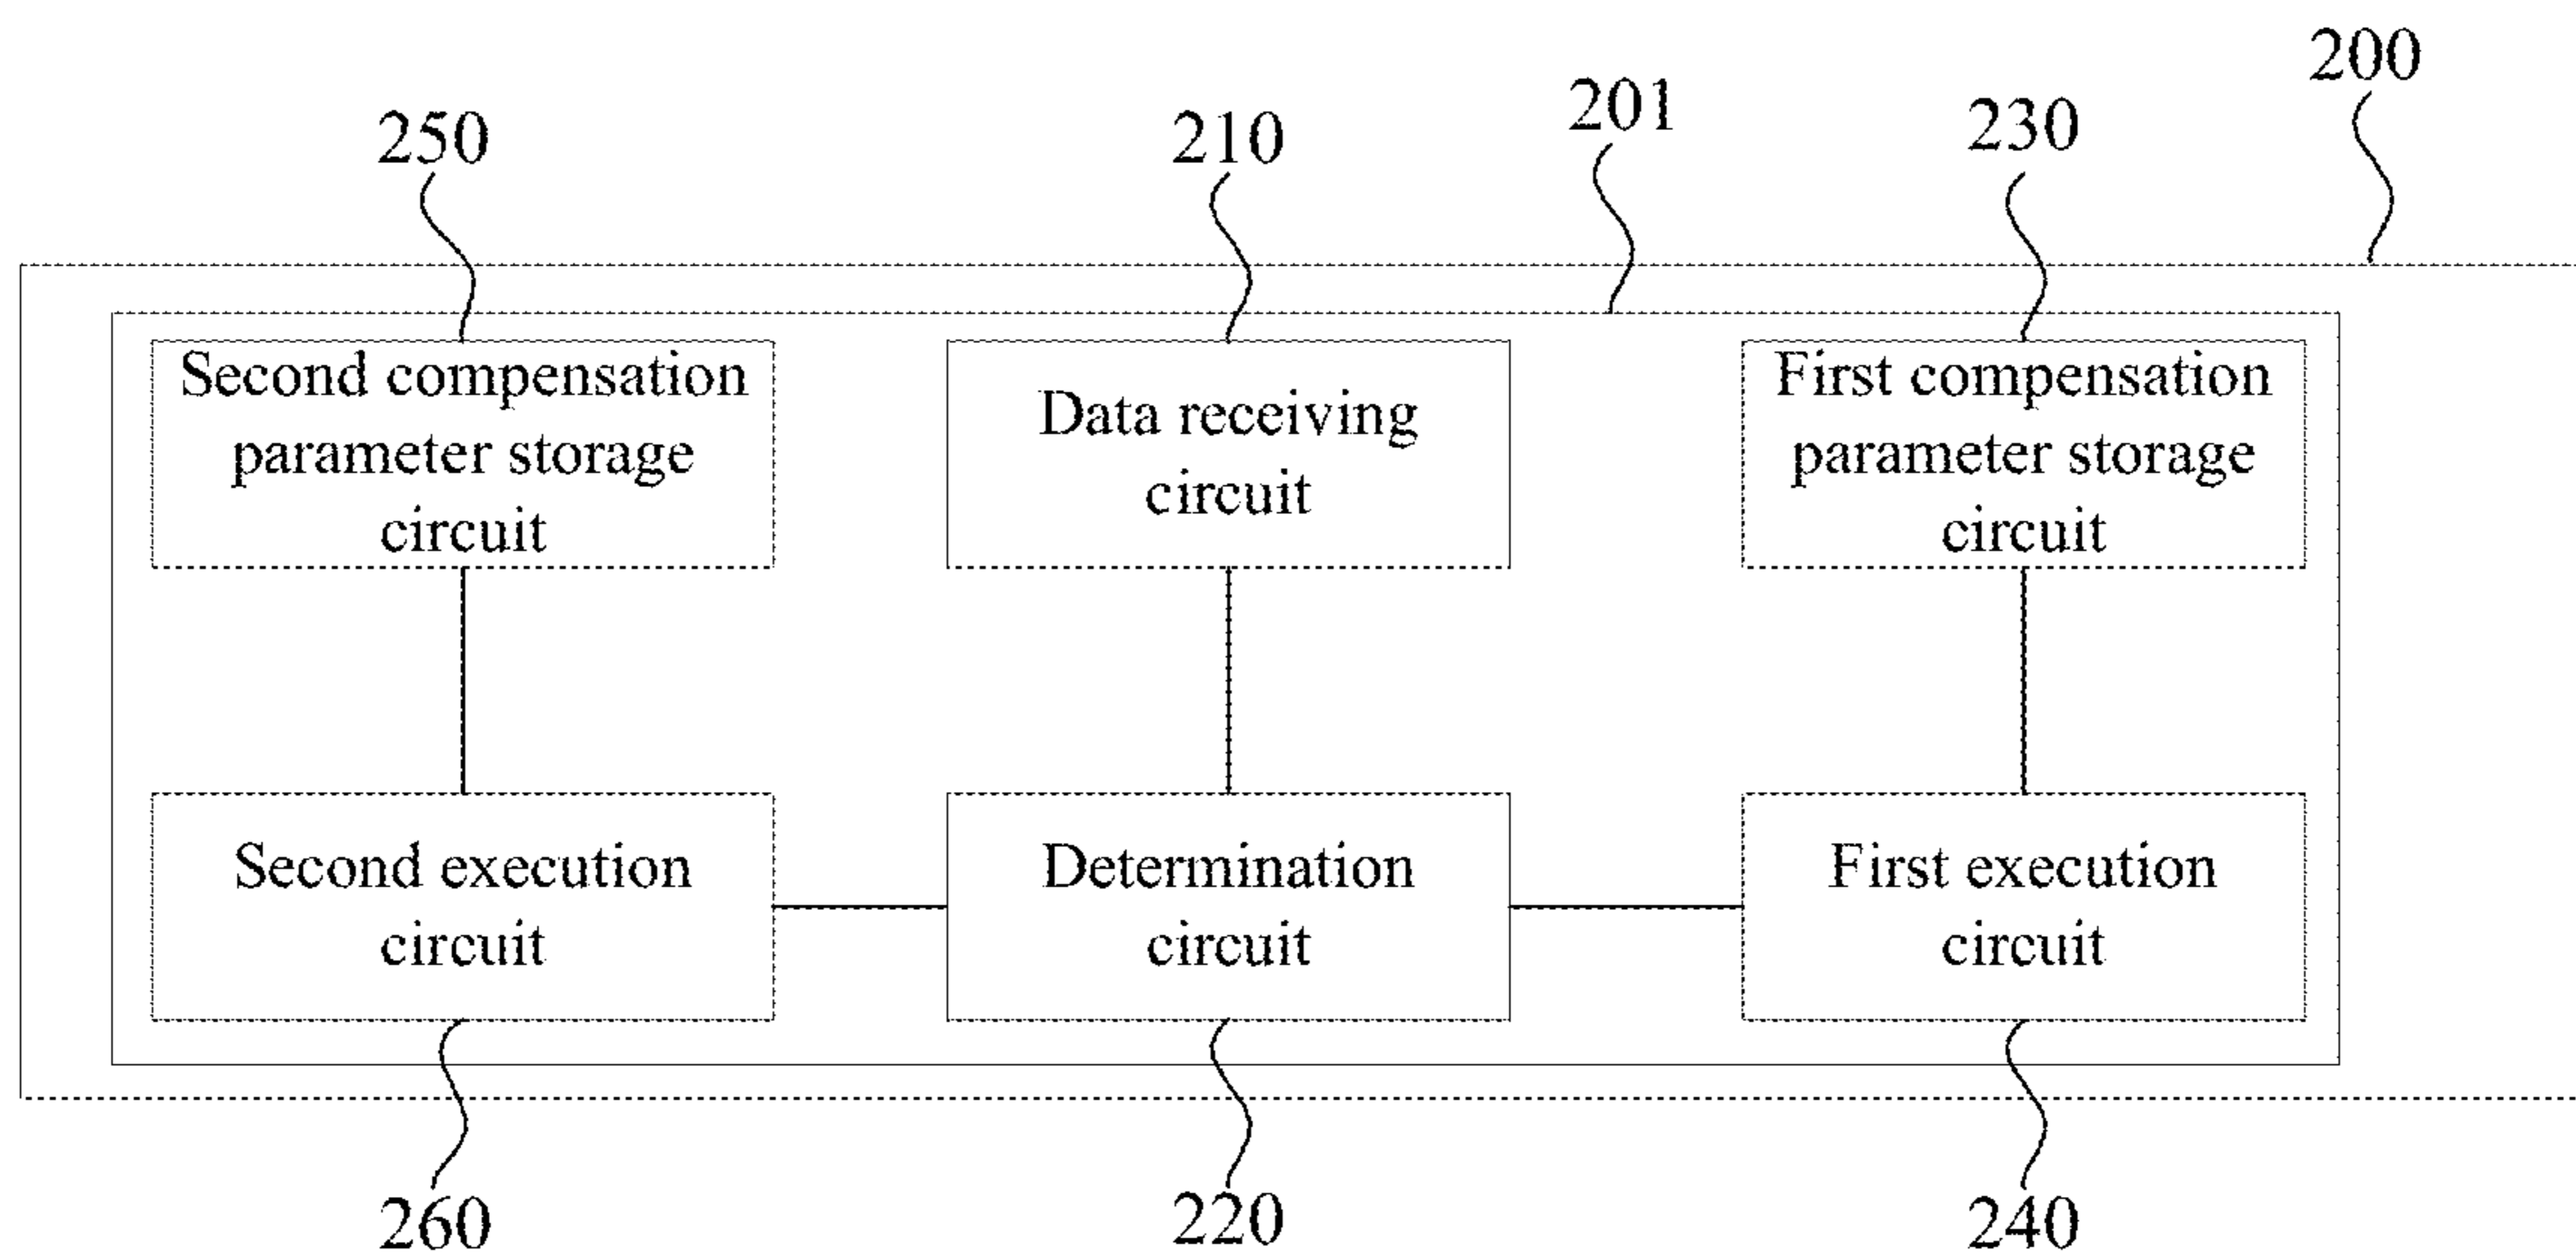 200
201
250
210
230
Second compensation
parameter storage
circuit
Data receiving
circuit
First compensation
parameter storage
circuit
Second execution
circuit
Determination
circuit
First execution
circuit
260
220
240